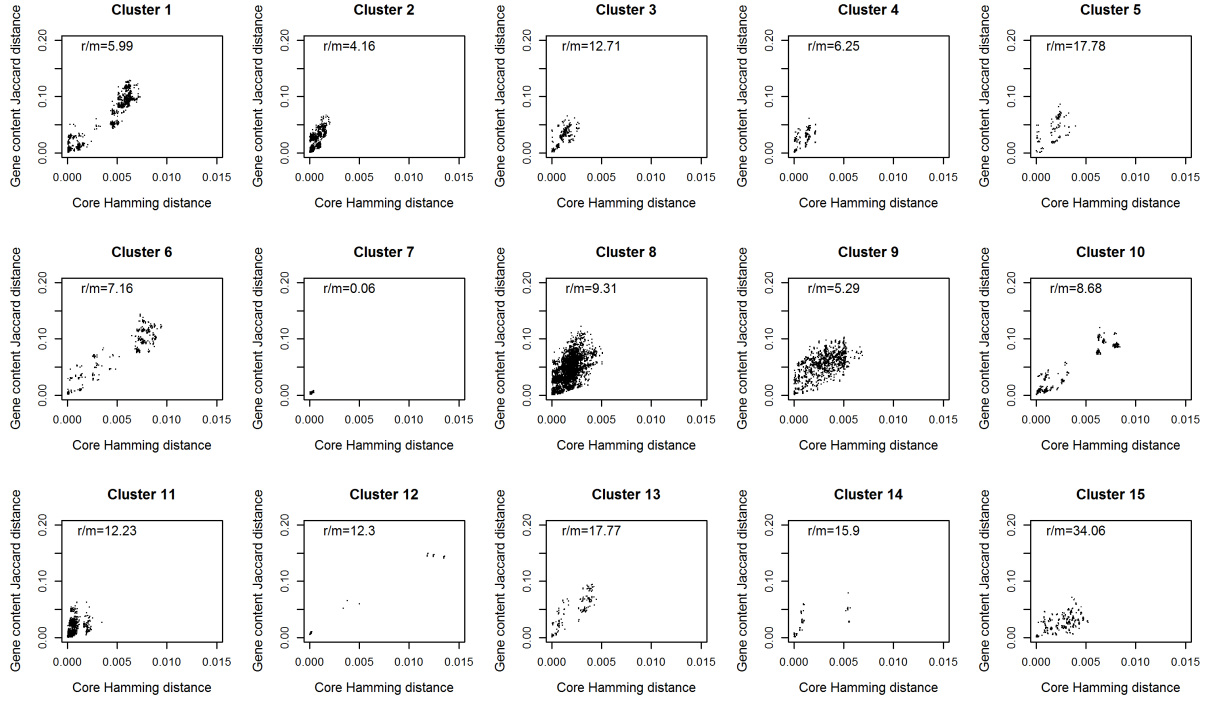 Cluster 1
r/m=5.99
Gene content Jaccard distance
0.00 0.10 0.20
0.000 0.005 0.010 0.015
Core Hamming distance
Cluster 2
r/m=4.16
Gene content Jaccard distance
0.00 0.10 0.20
0.000 0.005 0.010 0.015
Core Hamming distance
Cluster 3
r/m=12.71
Gene content Jaccard distance
0.00 0.10 0.20
0.000 0.005 0.010 0.015
Core Hamming distance
Cluster 4
r/m=6.25
Gene content Jaccard distance
0.00 0.10 0.20
0.000 0.005 0.010 0.015
Core Hamming distance
Cluster 5
r/m=17.78
Gene content Jaccard distance
0.00 0.10 0.20
0.000 0.005 0.010 0.015
Core Hamming distance
Cluster 6
r/m=7.16
Gene content Jaccard distance
0.00 0.10 0.20
0.000 0.005 0.010 0.015
Core Hamming distance
Cluster 7
r/m=0.06
Gene content Jaccard distance
0.00 0.10 0.20
0.000 0.005 0.010 0.015
Core Hamming distance
Cluster 8
r/m=9.31
Gene content Jaccard distance
0.00 0.10 0.20
0.000 0.005 0.010 0.015
Core Hamming distance
Cluster 9
r/m=5.29
Gene content Jaccard distance
0.00 0.10 0.20
0.000 0.005 0.010 0.015
Core Hamming distance
Cluster 10
r/m=8.68
Gene content Jaccard distance
0.00 0.10 0.20
0.000 0.005 0.010 0.015
Core Hamming distance
Cluster 11
r/m=12.23
Gene content Jaccard distance
0.00 0.10 0.20
0.000 0.005 0.010 0.015
Core Hamming distance
Cluster 12
r/m=12.3
Gene content Jaccard distance
0.00 0.10 0.20
0.000 0.005 0.010 0.015
Core Hamming distance
Cluster 13
r/m=17.77
Gene content Jaccard distance
0.00 0.10 0.20
0.000 0.005 0.010 0.015
Core Hamming distance
Cluster 14
r/m=15.9
Gene content Jaccard distance
0.00 0.10 0.20
0.000 0.005 0.010 0.015
Core Hamming distance
Cluster 15
r/m=34.06
Gene content Jaccard distance
0.00 0.10 0.20
0.000 0.005 0.010 0.015
Core Hamming distance